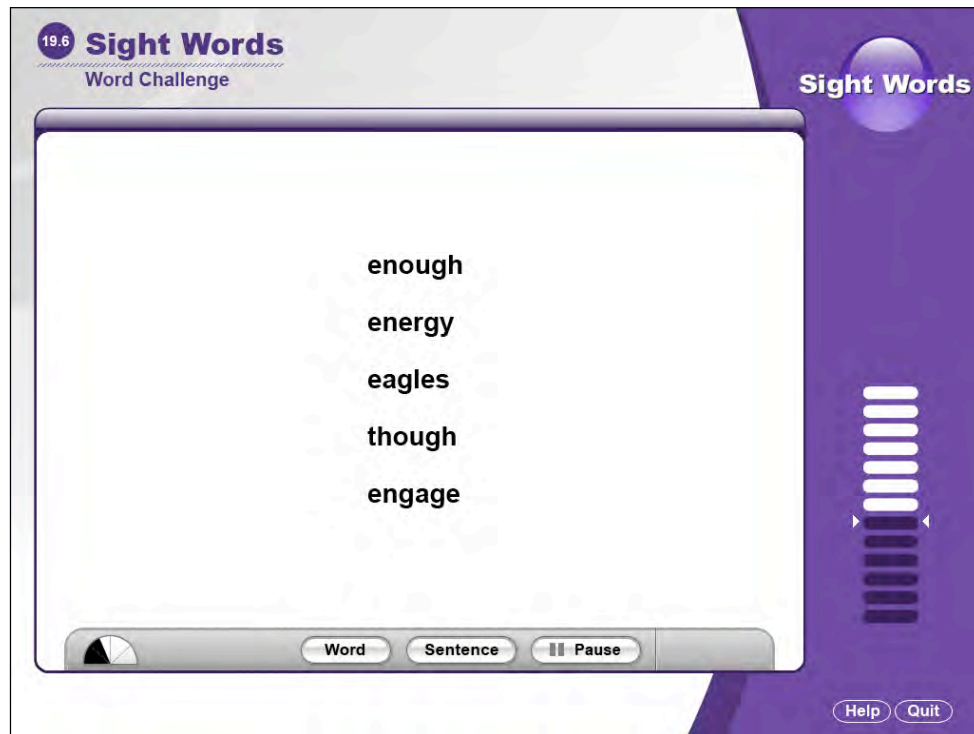 19.6 Sight Words
Word Challenge
Sight Words
enough
energy
eagles
though
engage
Word Sentence Pause
Help Quit